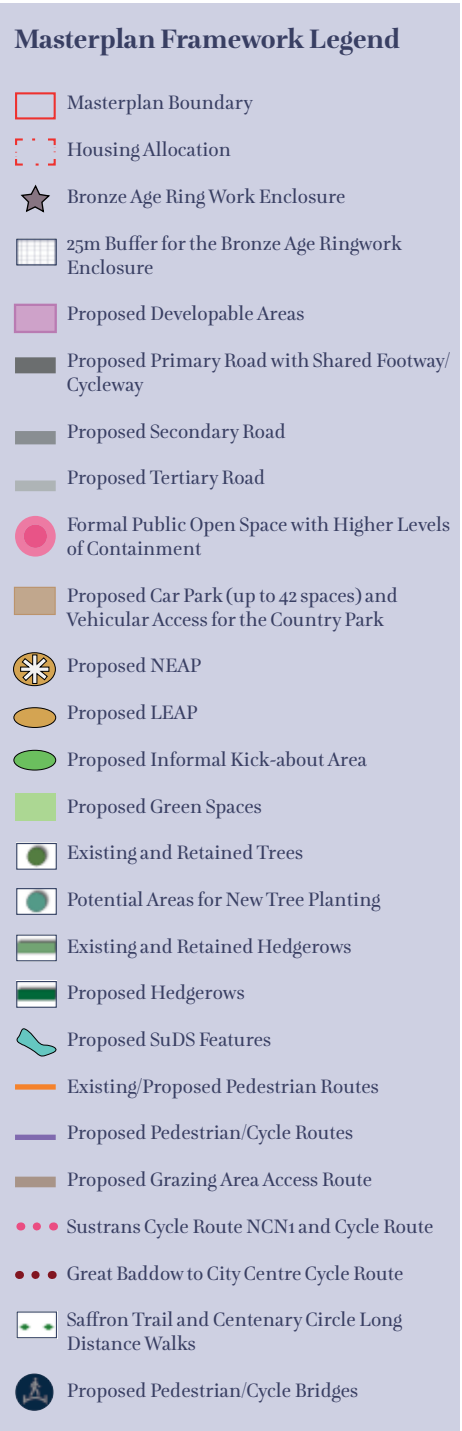 Masterplan Framework Legend
Masterplan Boundary
Housing Allocation
Bronze Age Ring Work Enclosure
25m Buffer for the Bronze Age Ringwork
Enclosure
Proposed Developable Areas
Proposed Primary Road with Shared Footway/
Cycleway
Proposed Secondary Road
Proposed Tertiary Road
Formal Public Open Space with Higher Levels
of Containment
Proposed Car Park (up to 42 spaces) and
Vehicular Access for the Country Park
Proposed NEAP
Proposed LEAP
Proposed Informal Kick-about Area
Proposed Green Spaces
Existing and Retained Trees
Potential Areas for New Tree Planting
Existing and Retained Hedgerows
Proposed Hedgerows
Proposed SuDS Features
Existing/Proposed Pedestrian Routes
Proposed Pedestrian/Cycle Routes
Proposed Grazing Area Access Route
Sustrans Cycle Route NCN1 and Cycle Route
Great Baddow to City Centre Cycle Route
Saffron Trail and Centenary Circle Long
Distance Walks
Proposed Pedestrian/Cycle Bridges